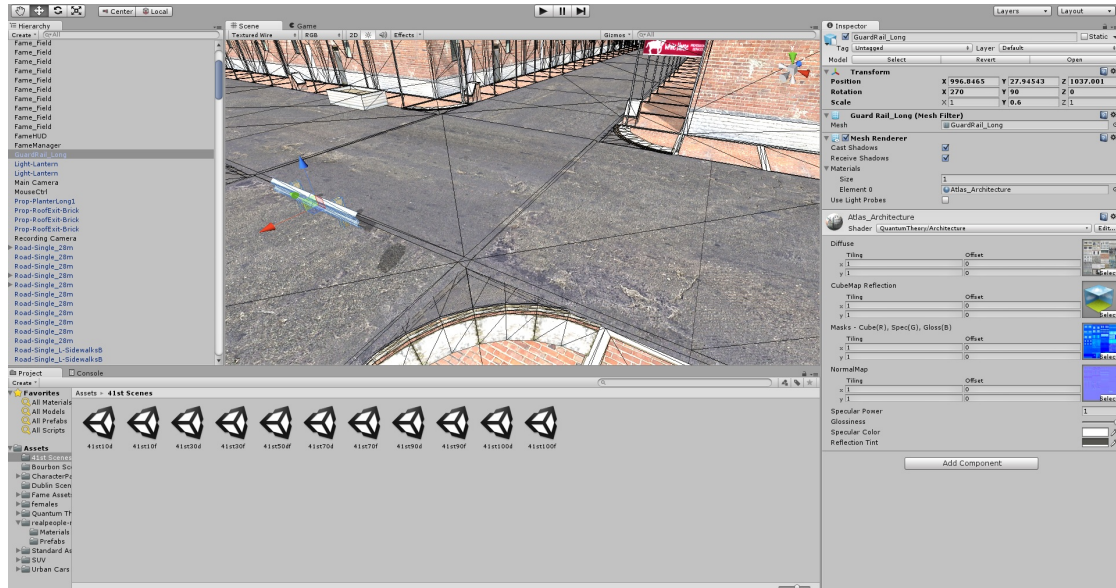 Center Local
Layers Layout
Hierarchy
Create All
Fame_Field
Fame_Field
Fame_Field
Fame_Field
Fame_Field
Fame_Field
Fame_Field
Fame_Field
Fame_Field
Fame_Field
FameHUD
FameManager
GuardRail_Long
Light-Lantern
Light-Lantern
Main Camera
MouseCtrl
Prop-PlanterLong1
Prop-RoofExit-Brick
Prop-RoofExit-Brick
Prop-RoofExit-Brick
Recording Camera
Road-Single_28m
Road-Single_28m
Road-Single_28m
Road-Single_28m
Road-Single_28m
Road-Single_28m
Road-Single_28m
Road-Single_28m
Road-Single_28m
Road-Single_28m
Road-Single_28m
Road-Single_L-SidewalksB
Road-Single_L-SidewalksB
Scene Game
Textured Wire RGB 2D Effects Gizmos All
Inspector
GuardRail_Long Static
Tag Untagged Layer Default
Model Select Revert Open
Transform
Position X 996.8465 Y 27.94543 Z 1037.001
Rotation X 270 Y 90 Z 0
Scale X 1 Y 0.6 Z 1
Guard Rail_Long (Mesh Filter)
Mesh GuardRail_Long
Mesh Renderer
Cast Shadows
Receive Shadows
Materials
Size 1
Element 0 Atlas_Architecture
Use Light Probes
Atlas_Architecture
Shader QuantumTheory/Architecture Edit...
Diffuse
Tiling Offset
x 1 0
y 1 0
Select
CubeMap Reflection
Tiling Offset
x 1 0
y 1 0
Select
Masks - Cube(R), Spec(G), Gloss(B)
Tiling Offset
x 1 0
y 1 0
Select
NormalMap
Tiling Offset
x 1 0
y 1 0
Select
Specular Power 1
Glossiness
Specular Color
Reflection Tint
Add Component
Project Console
Create
Favorites
All Materials
All Models
All Prefabs
All Scripts
Assets
41st Scenes
Bourbon Sc
CharacterPa
Dublin Scen
Fame Asset
females
Quantum Th
realpeople-
Materials
Prefabs
Standard As
SUV
Urban Cars
Assets 41st Scenes
41st10d 41st10f 41st30d 41st30f 41st50df 41st70d 41st70f 41st90d 41st90f 41st100d 41st100f